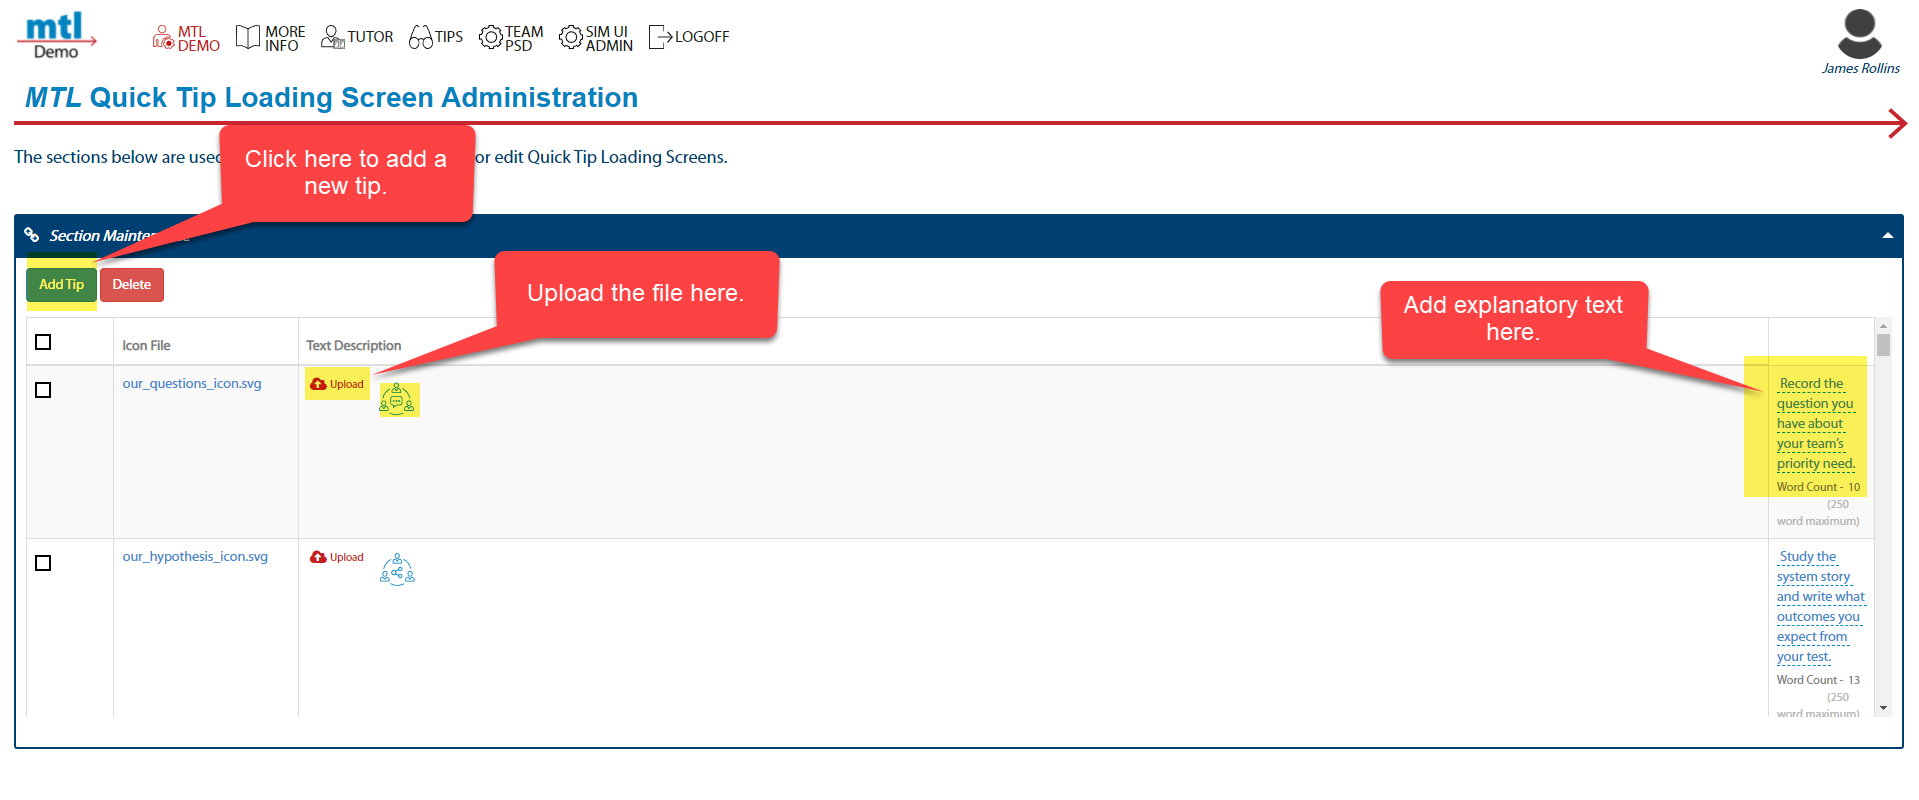 mtl
Demo
MTL
DEMO
MORE
INFO
TUTOR
TIPS
TEAM
PSD
SIM UI
ADMIN
LOGOFF
James Rollins
MTL Quick Tip Loading Screen Administration
The sections below are used
or edit Quick Tip Loading Screens.
Click here to add a
new tip.
Section Mainte
Add Tip
Delete
Upload the file here.
Add explanatory text
here.
Icon File
Text Description
our_questions_icon.svg
Upload
Record the
question you
have about
your team's
priority need.
Word Count - 10
(250
word maximum)
our_hypothesis_icon.svg
Upload
Study the
system story
and write what
outcomes you
expect from
your test.
Word Count - 13
(250
word maximum)